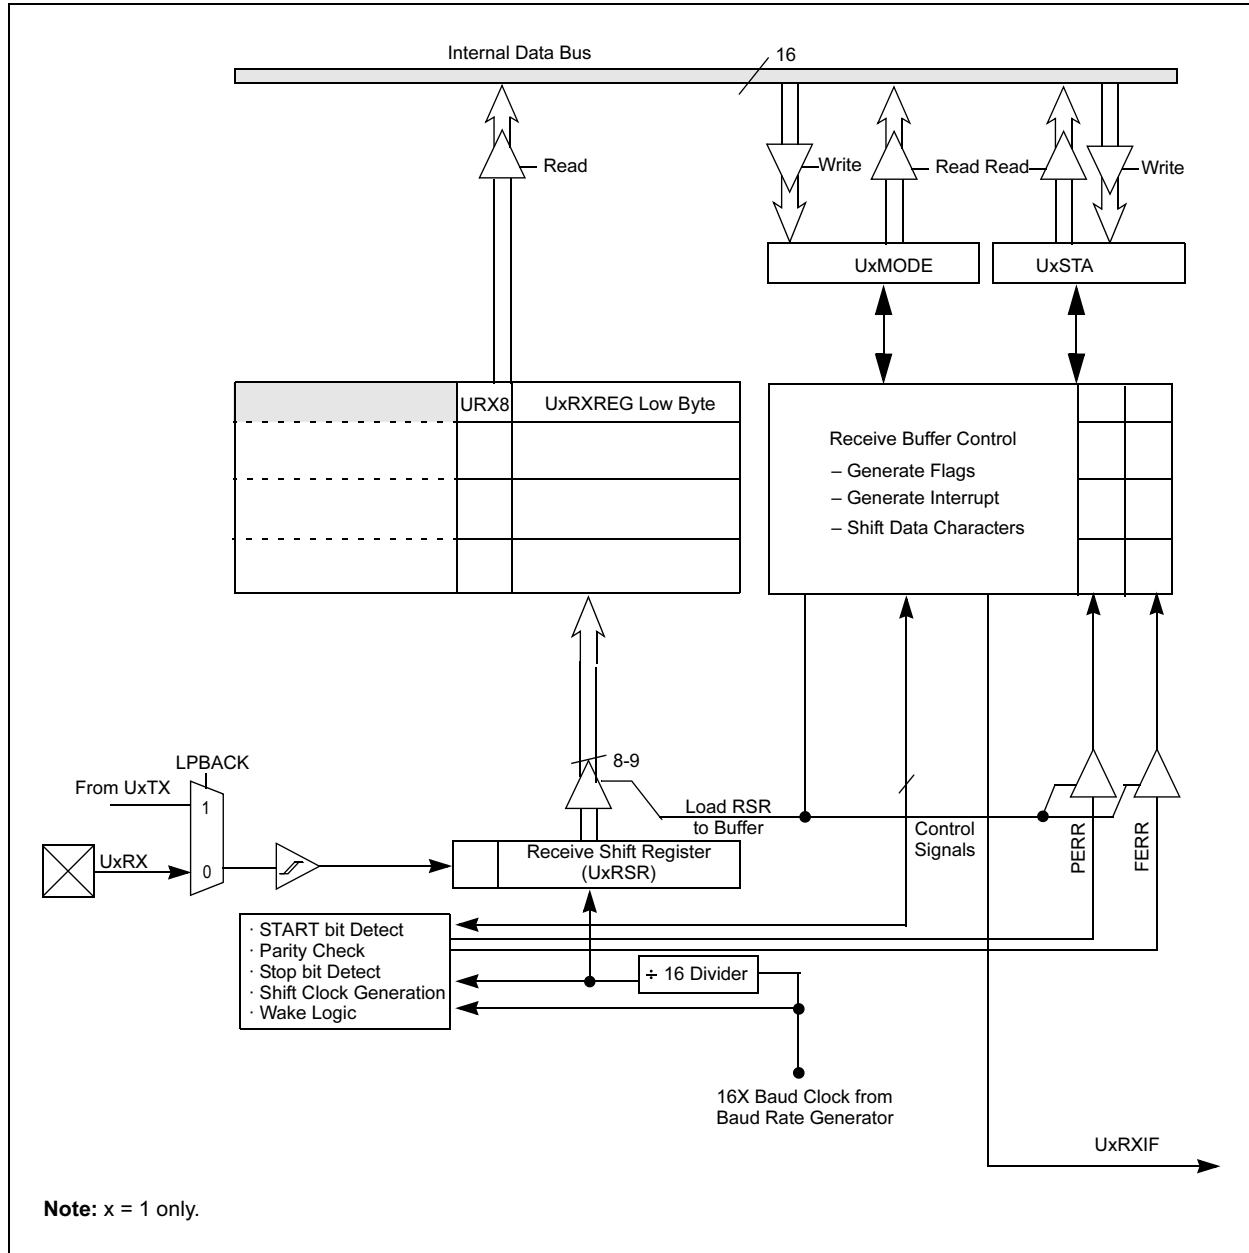 Internal Data Bus
16
Read
Write
Read Read
Write
UxMODE
UxSTA
URX8
UxRXREG Low Byte
Receive Buffer Control
– Generate Flags
– Generate Interrupt
– Shift Data Characters
LPBACK
From UxTX
1
UxRX
0
8-9
Load RSR
to Buffer
Control
Signals
PERR
FERR
Receive Shift Register
(UxRSR)
· START bit Detect
· Parity Check
· Stop bit Detect
· Shift Clock Generation
· Wake Logic
÷ 16 Divider
16X Baud Clock from
Baud Rate Generator
UxRXIF
Note: x = 1 only.